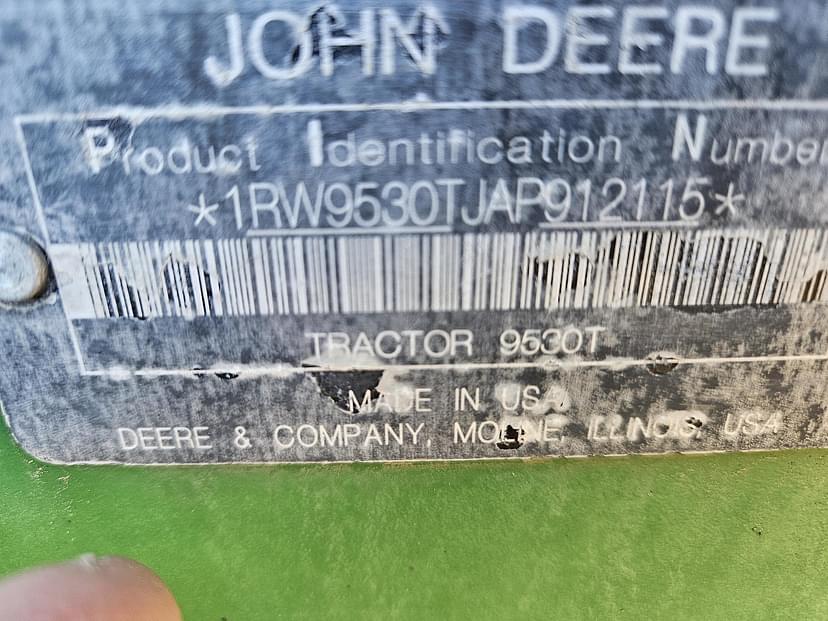 JOHN DEERE
Product Identification Number
*1RW9530TJAP912115*
TRACTOR 9530T
MADE IN USA
DEERE & COMPANY, MOLINE, ILLINOIS, USA